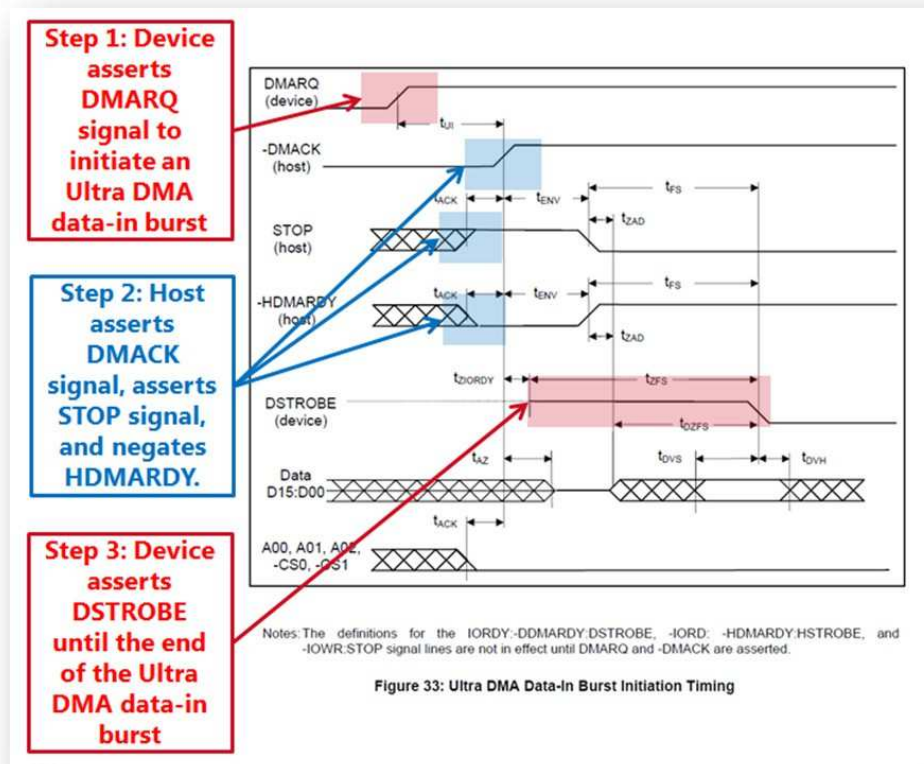 Step 1: Device
asserts
DMARQ
signal to
initiate an
Ultra DMA
data-in burst
Step 2: Host
asserts
DMACK
signal, asserts
STOP signal,
and negates
HDMARDY.
Step 3: Device
asserts
DSTROBE
until the end
of the Ultra
DMA data-in
burst
DMARQ
(device)
tUI
-DMACK
(host)
tACK
tENV
tFS
tZAD
STOP
(host)
tACK
tENV
tFS
tZAD
-HDMARDY
(host)
tZIORDY
tZFS
DSTROBE
(device)
tDZFS
tAZ
tDVS
tDVH
Data
D15:D00
tACK
A00, A01, A02,
-CS0, -CS1
Notes: The definitions for the IORDY:-DDMARDY:DSTROBE, -IORD: -HDMARDY:HSTROBE, and
-IOWR:STOP signal lines are not in effect until DMARQ and -DMACK are asserted.
Figure 33: Ultra DMA Data-In Burst Initiation Timing